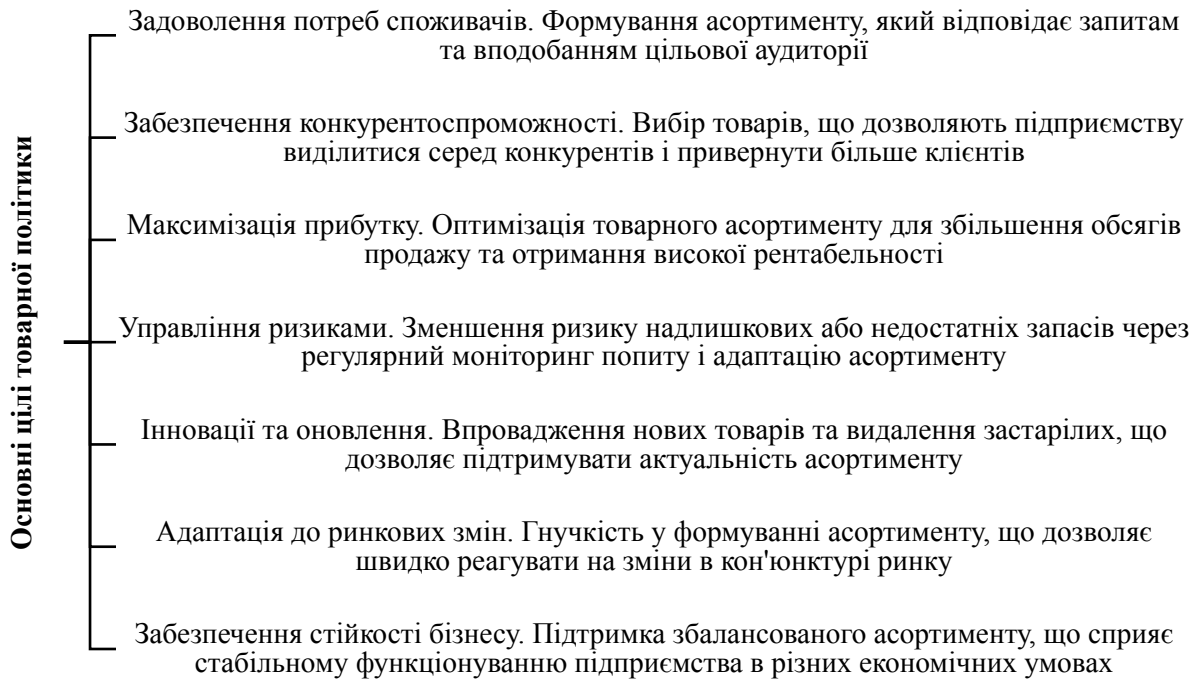 Основні цілі товарної політики
Задоволення потреб споживачів. Формування асортименту, який відповідає запитам
та вподобанням цільової аудиторії
Забезпечення конкурентоспроможності. Вибір товарів, що дозволяють підприємству
виділитися серед конкурентів і привернути більше клієнтів
Максимізація прибутку. Оптимізація товарного асортименту для збільшення обсягів
продажу та отримання високої рентабельності
Управління ризиками. Зменшення ризику надлишкових або недостатніх запасів через
регулярний моніторинг попиту і адаптацію асортименту
Інновації та оновлення. Впровадження нових товарів та видалення застарілих, що
дозволяє підтримувати актуальність асортименту
Адаптація до ринкових змін. Гнучкість у формуванні асортименту, що дозволяє
швидко реагувати на зміни в кон'юнктурі ринку
Забезпечення стійкості бізнесу. Підтримка збалансованого асортименту, що сприяє
стабільному функціонуванню підприємства в різних економічних умовах